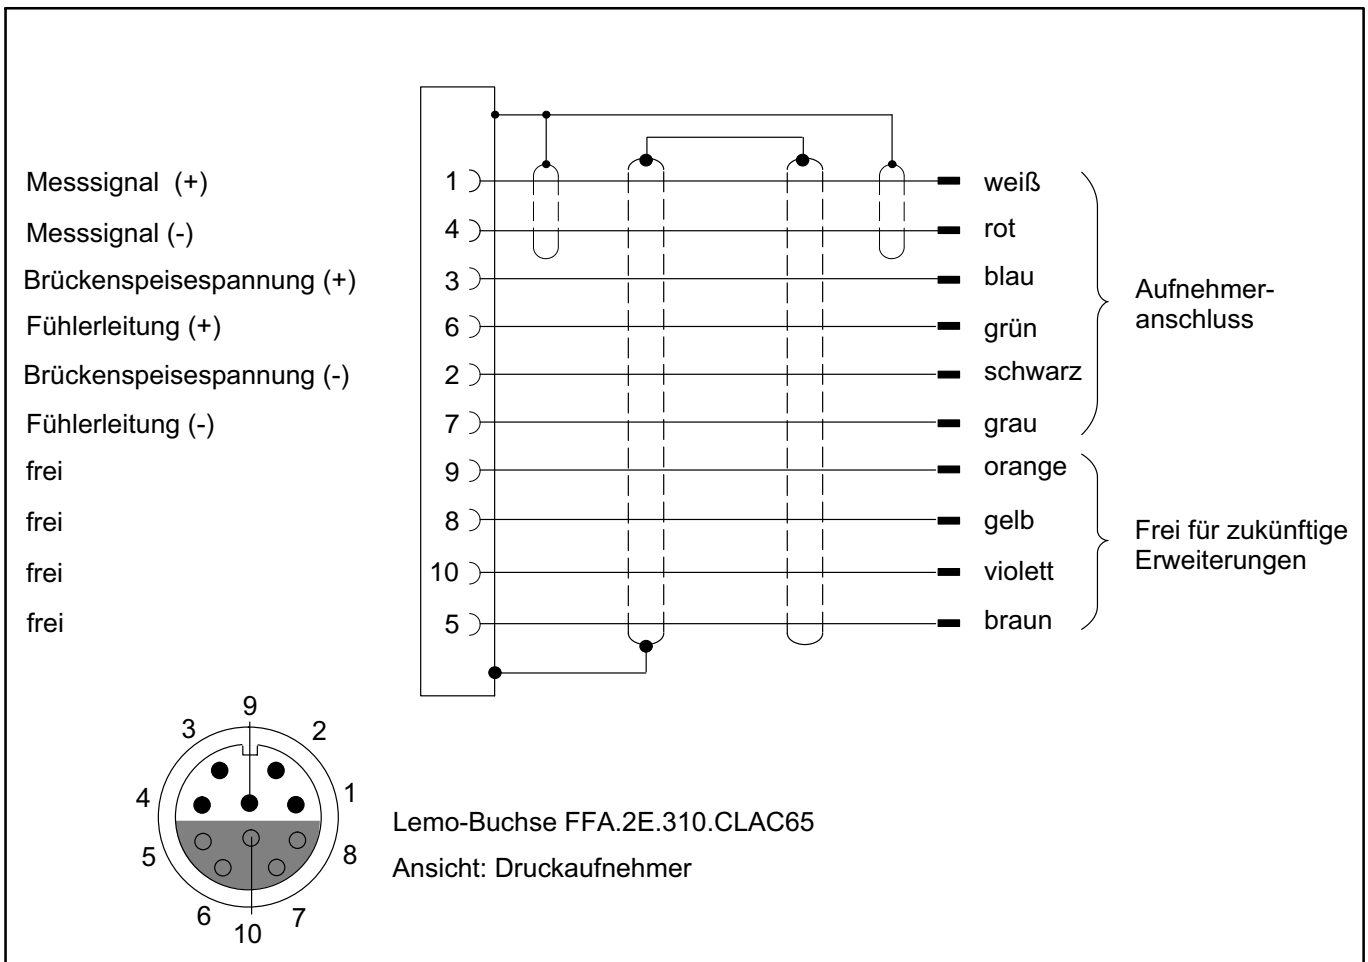 Messsignal (+) 1 weiß
Messsignal (-) 4 rot
Brückenspeisespannung (+) 3 blau
Fühlerleitung (+) 6 grün
Brückenspeisespannung (-) 2 schwarz
Fühlerleitung (-) 7 grau
Aufnehmer-
anschluss
frei 9 orange
frei 8 gelb
frei 10 violett
frei 5 braun
Frei für zukünftige
Erweiterungen
9
3 2
4 1
5 8
6 7
10
Lemo-Buchse FFA.2E.310.CLAC65
Ansicht: Druckaufnehmer